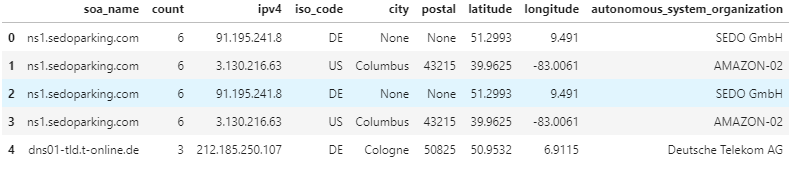 soa_name count ipv4 iso_code city postal latitude longitude autonomous_system_organization
0 ns1.sedoparking.com 6 91.195.241.8 DE None None 51.2993 9.491 SEDO GmbH
1 ns1.sedoparking.com 6 3.130.216.63 US Columbus 43215 39.9625 -83.0061 AMAZON-02
2 ns1.sedoparking.com 6 91.195.241.8 DE None None 51.2993 9.491 SEDO GmbH
3 ns1.sedoparking.com 6 3.130.216.63 US Columbus 43215 39.9625 -83.0061 AMAZON-02
4 dns01-tld.t-online.de 3 212.185.250.107 DE Cologne 50825 50.9532 6.9115 Deutsche Telekom AG